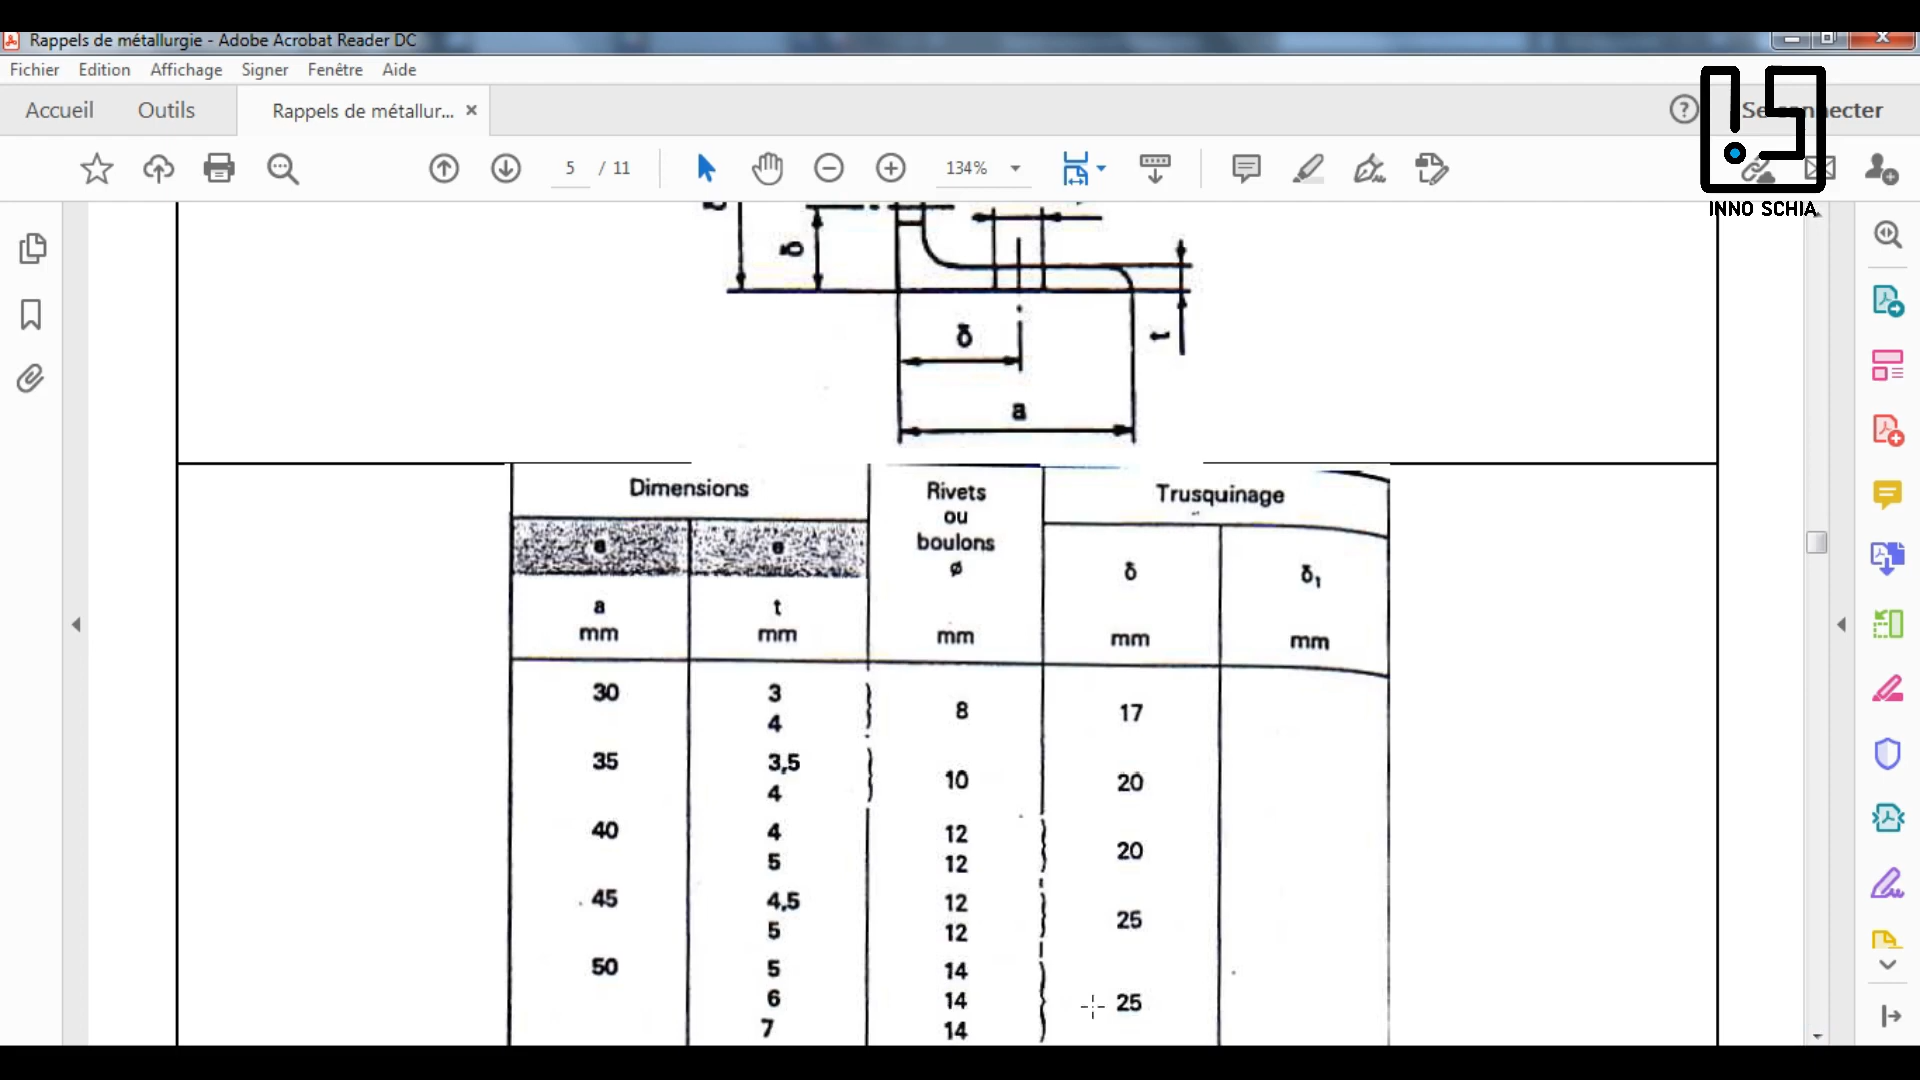 Rappels de métallurgie - Adobe Acrobat Reader DC
Fichier Edition Affichage Signer Fenêtre Aide
Accueil Outils Rappels de métallur... ×
5 / 11 134%
INNO SCHIA
δ
t
δ
a
Dimensions Rivets ou boulons ø mm Trusquinage
a mm t mm δ mm δ₁ mm
30 3 8 17
4
35 3,5 10 20
4
40 4 12 20
5 12
45 4,5 12 25
5 12
50 5 14 25
6 14
7 14